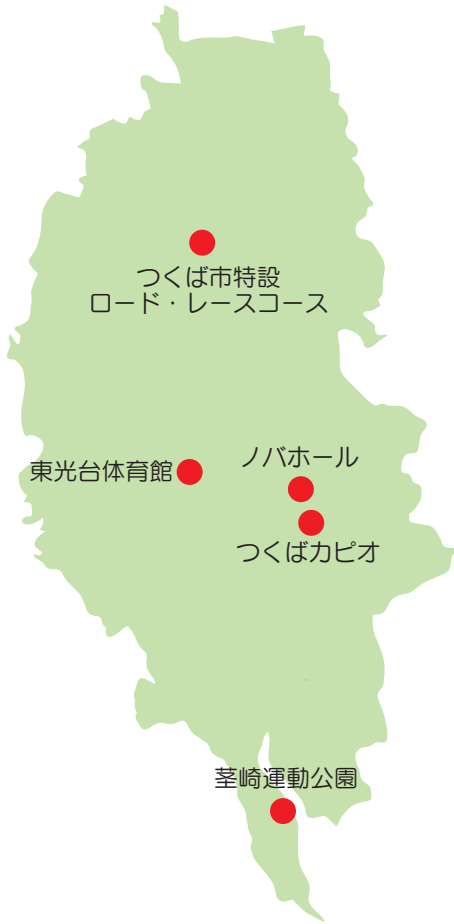 つくば市特設
ロード・レースコース
東光台体育館
ノバホール
つくばカピオ
茎崎運動公園